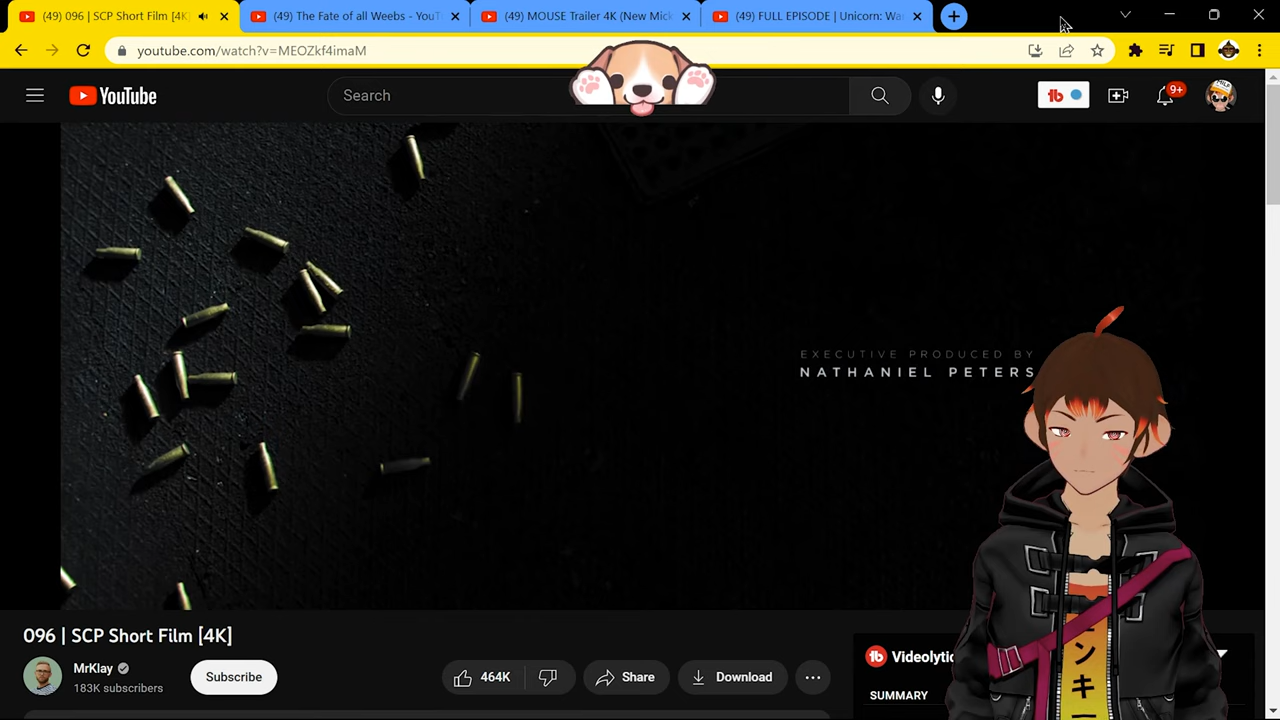 (49) 096 | SCP Short Film [4K]
(49) The Fate of all Weebs - YouT
(49) MOUSE Trailer 4K (New Mick
(49) FULL EPISODE | Unicorn: Wa
youtube.com/watch?v=MEOZkf4imaM
YouTube
Search
9+
EXECUTIVE PRODUCED BY
NATHANIEL PETERS
096 | SCP Short Film [4K]
MrKlay
183K subscribers
Subscribe
464K
Share
Download
Videolytic
SUMMARY
ンキー